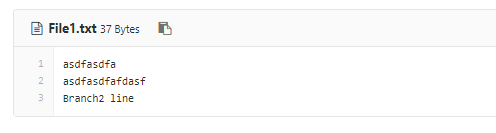 File1.txt 37 Bytes
1 asdfasdfa
2 asdfasdfafdasf
3 Branch2 line